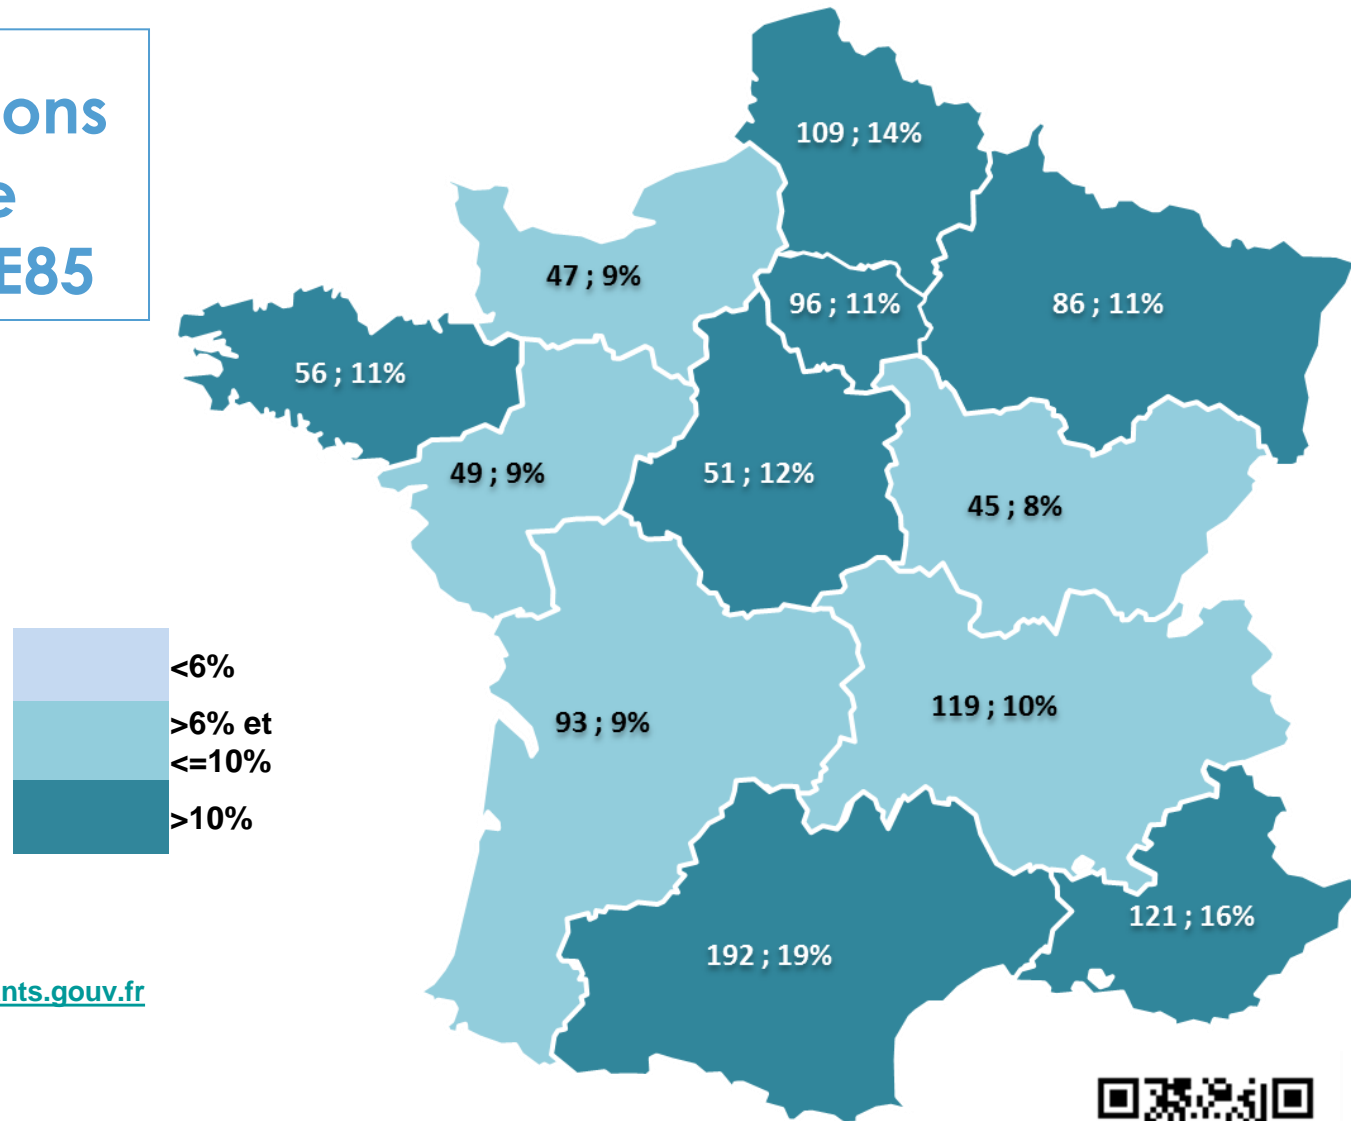 ons
e
E85
109 ; 14%
47 ; 9%
96 ; 11%
86 ; 11%
56 ; 11%
49 ; 9%
51 ; 12%
45 ; 8%
<6%
>6% et
<=10%
>10%
93 ; 9%
119 ; 10%
121 ; 16%
192 ; 19%
nts.gouv.fr